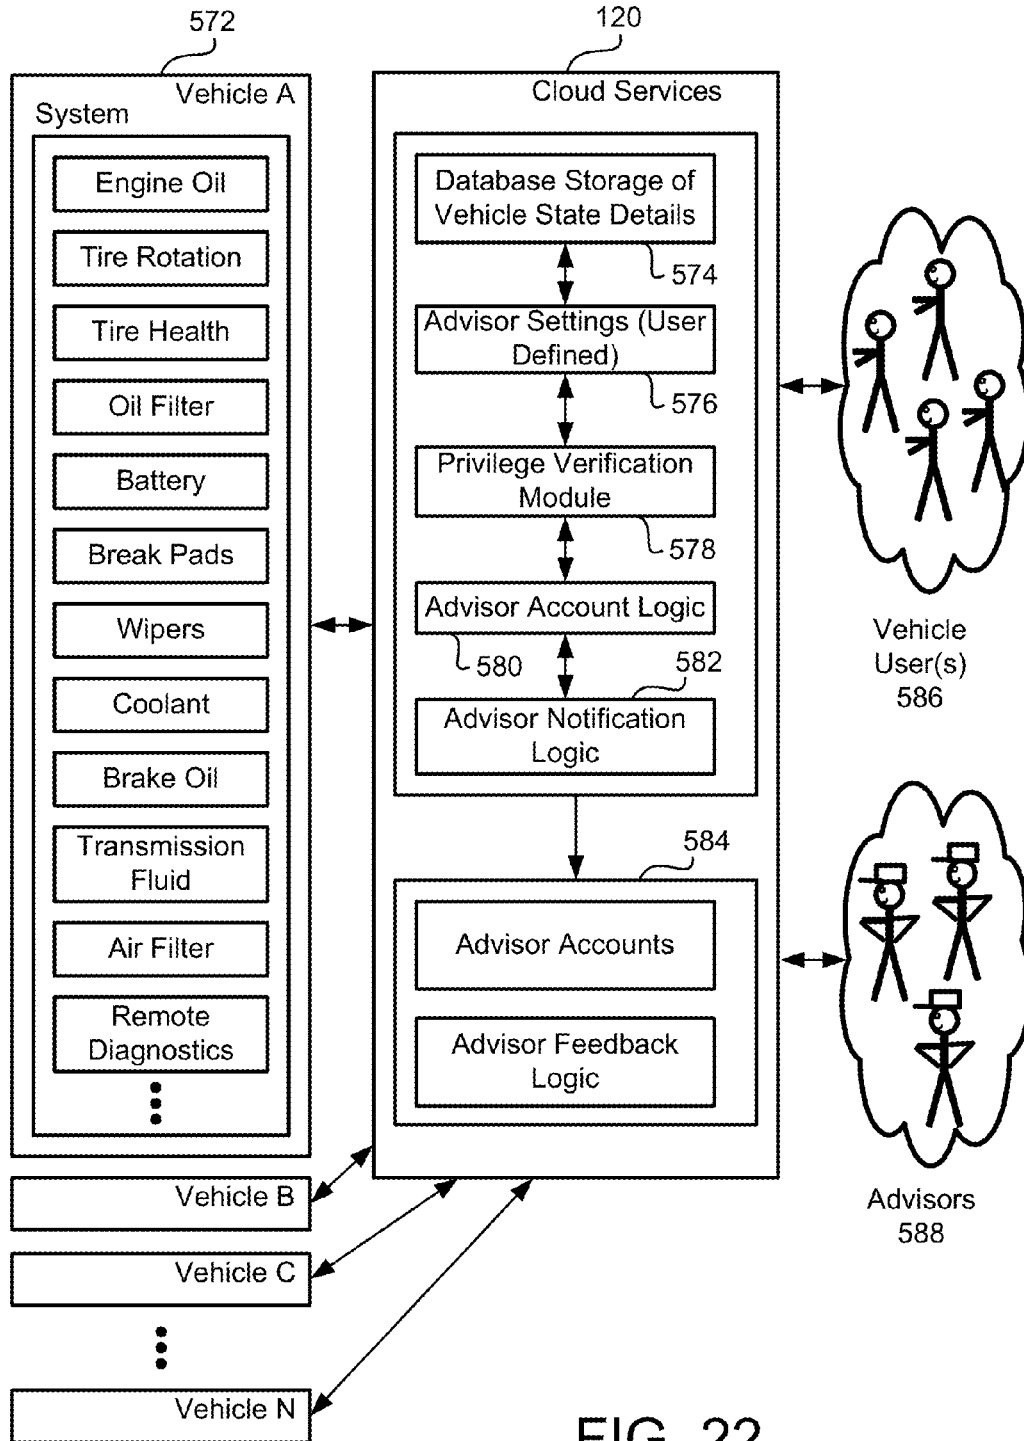 572
120
Vehicle A
System
Engine Oil
Tire Rotation
Tire Health
Oil Filter
Battery
Break Pads
Wipers
Coolant
Brake Oil
Transmission
Fluid
Air Filter
Remote
Diagnostics
Vehicle B
Vehicle C
Vehicle N
Cloud Services
Database Storage of
Vehicle State Details
574
Advisor Settings (User
Defined)
576
Privilege Verification
Module
578
Advisor Account Logic
580
582
Advisor Notification
Logic
584
Advisor Accounts
Advisor Feedback
Logic
Vehicle
User(s)
586
Advisors
588
FIG. 22